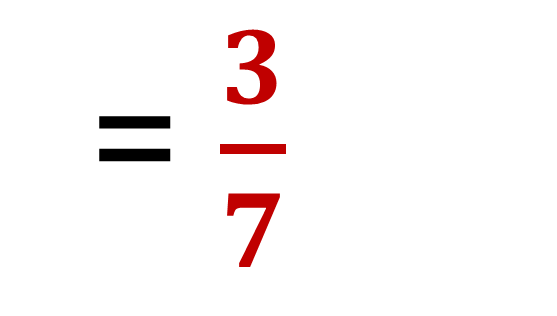 = 3/7